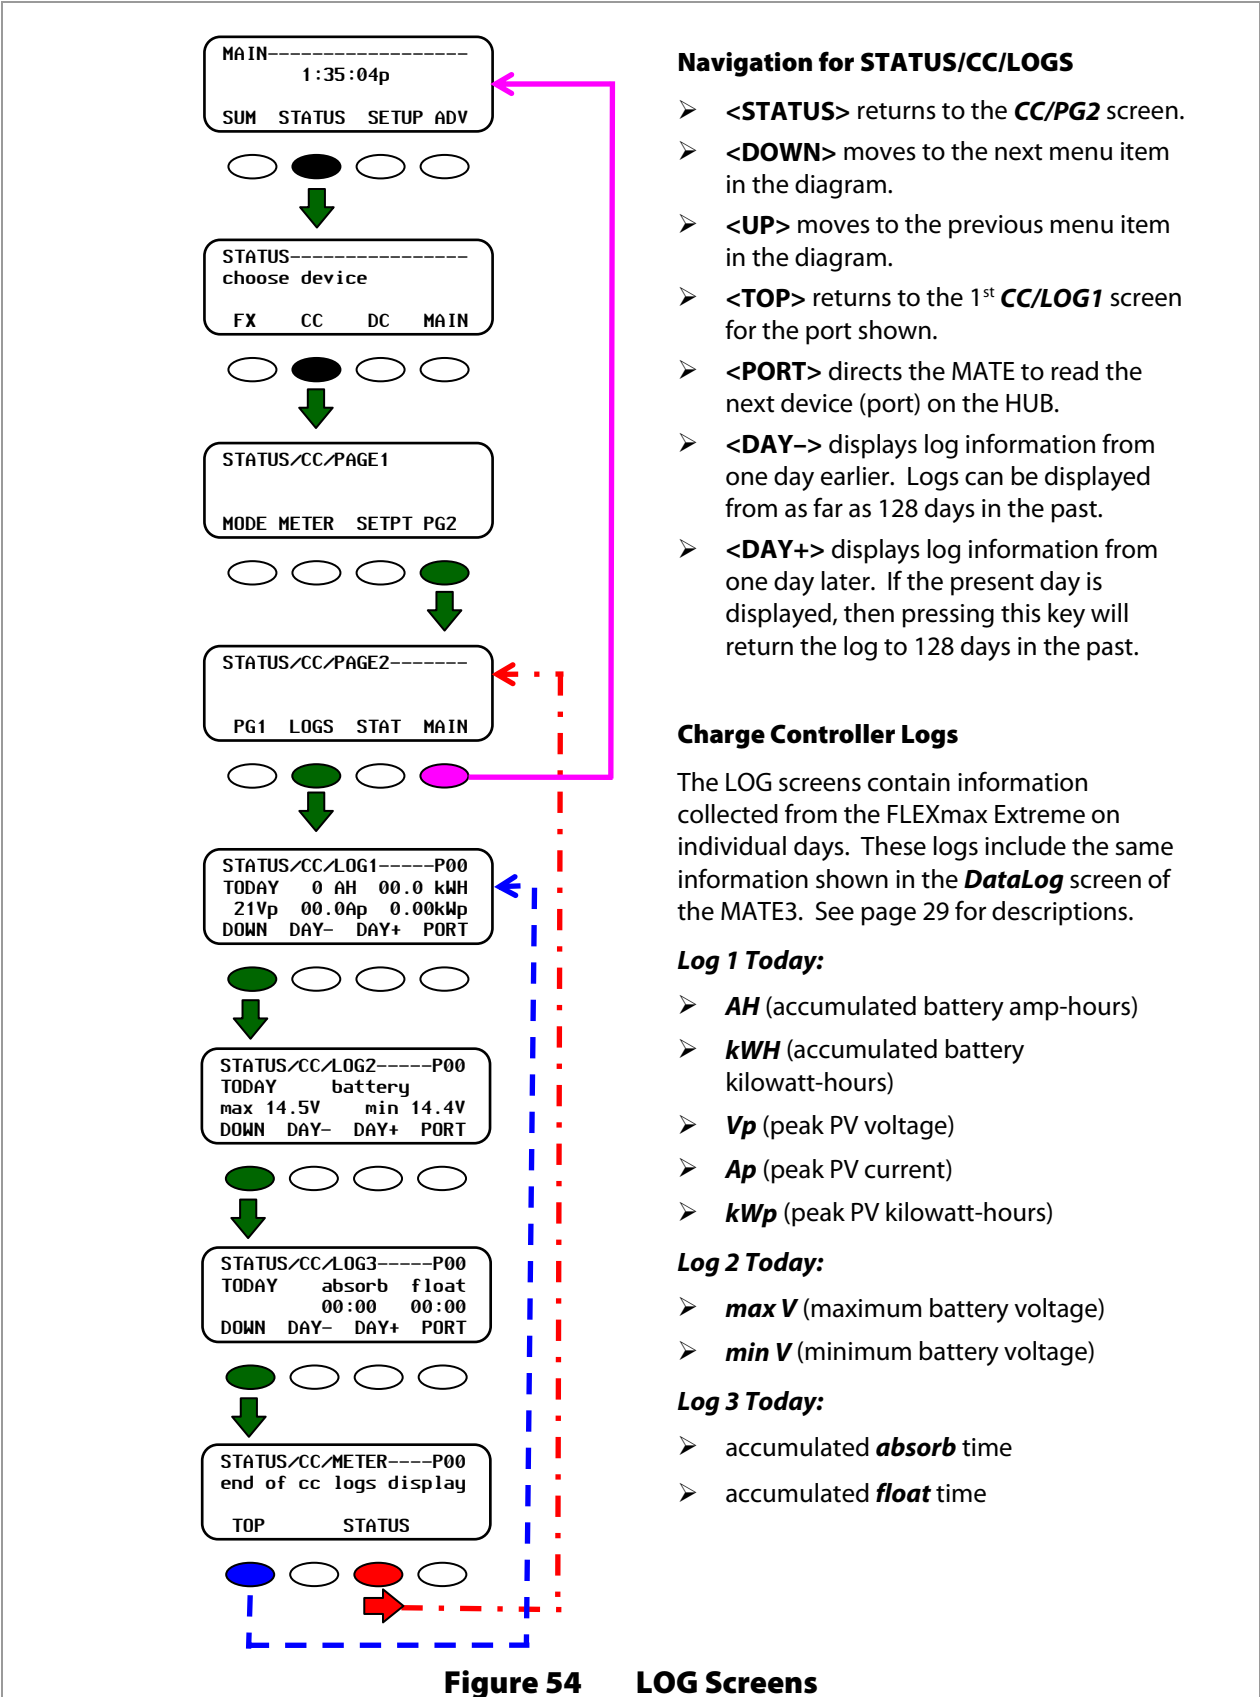 MAIN-------------------
1:35:04p
SUM STATUS SETUP ADV
STATUS-----------------
choose device
FX CC DC MAIN
STATUS/CC/PAGE1
MODE METER SETPT PG2
STATUS/CC/PAGE2-------
PG1 LOGS STAT MAIN
STATUS/CC/LOG1-----P00
TODAY 0 AH 00.0 kWH
21Vp 00.0Ap 0.00kWp
DOWN DAY- DAY+ PORT
STATUS/CC/LOG2-----P00
TODAY battery
max 14.5V min 14.4V
DOWN DAY- DAY+ PORT
STATUS/CC/LOG3-----P00
TODAY absorb float
00:00 00:00
DOWN DAY- DAY+ PORT
STATUS/CC/METER----P00
end of cc logs display
TOP STATUS
Navigation for STATUS/CC/LOGS
➢ <STATUS> returns to the CC/PG2 screen.
➢ <DOWN> moves to the next menu item
in the diagram.
➢ <UP> moves to the previous menu item
in the diagram.
➢ <TOP> returns to the 1st CC/LOG1 screen
for the port shown.
➢ <PORT> directs the MATE to read the
next device (port) on the HUB.
➢ <DAY–> displays log information from
one day earlier. Logs can be displayed
from as far as 128 days in the past.
➢ <DAY+> displays log information from
one day later. If the present day is
displayed, then pressing this key will
return the log to 128 days in the past.
Charge Controller Logs
The LOG screens contain information
collected from the FLEXmax Extreme on
individual days. These logs include the same
information shown in the DataLog screen of
the MATE3. See page 29 for descriptions.
Log 1 Today:
➢ AH (accumulated battery amp-hours)
➢ kWH (accumulated battery
kilowatt-hours)
➢ Vp (peak PV voltage)
➢ Ap (peak PV current)
➢ kWp (peak PV kilowatt-hours)
Log 2 Today:
➢ max V (maximum battery voltage)
➢ min V (minimum battery voltage)
Log 3 Today:
➢ accumulated absorb time
➢ accumulated float time
Figure 54 LOG Screens